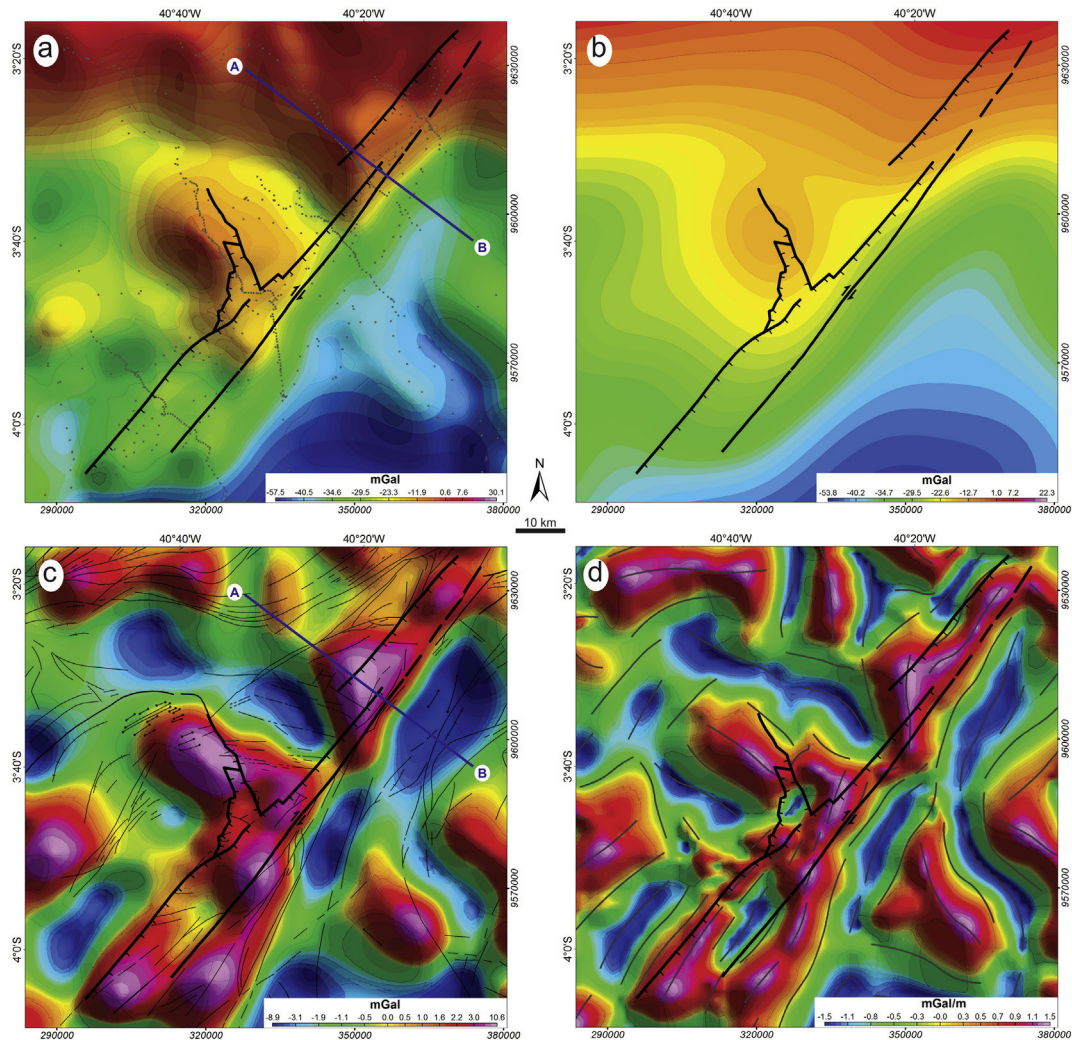 40°40'W 40°20'W 40°40'W 40°20'W
a
b
A
B
3°20'S
3°40'S
4°0'S
9630000
9600000
9570000
3°20'S
3°40'S
4°0'S
9630000
9600000
9570000
mGal
-57.5 -40.5 -34.6 -29.5 -23.3 -11.9 0.6 7.6 30.1
mGal
-53.8 -40.2 -34.7 -29.5 -22.6 -12.7 1.0 7.2 22.3
290000 320000 350000 380000
290000 320000 350000 380000
N
10 km
40°40'W 40°20'W 40°40'W 40°20'W
c
d
A
B
3°20'S
3°40'S
4°0'S
9630000
9600000
9570000
3°20'S
3°40'S
4°0'S
9630000
9600000
9570000
mGal
-8.9 -3.1 -1.9 -1.1 0.0 1.3 2.2 3.0 10.6
mGal/m
-1.5 -1.1 -0.8 -0.5 -0.3 -0.0 0.3 0.5 0.7 0.9 1.1 1.5
290000 320000 350000 380000
290000 320000 350000 380000